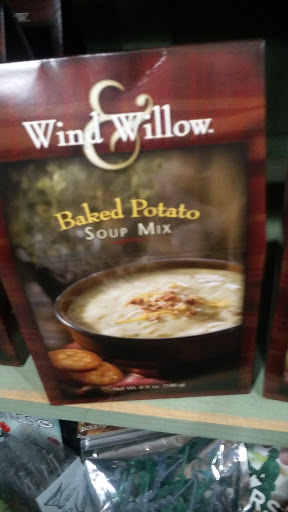 Wind & Willow
Baked Potato
SOUP MIX